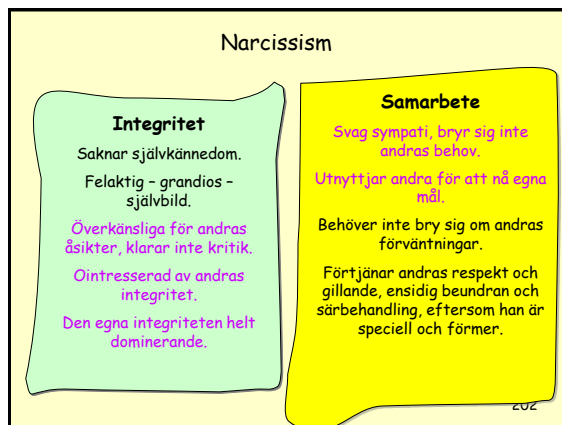 Narcissism
Integritet
Saknar självkännedom.
Felaktig – grandios –
självbild.
Överkänsliga för andras
åsikter, klarar inte kritik.
Ointresserad av andras
integritet.
Den egna integriteten helt
dominerande.
Samarbete
Svag sympati, bryr sig inte
andras behov.
Utnyttjar andra för att nå egna
mål.
Behöver inte bry sig om andras
förväntningar.
Förtjänar andras respekt och
gillande, ensidig beundran och
särbehandling, eftersom han är
speciell och förmer.
202